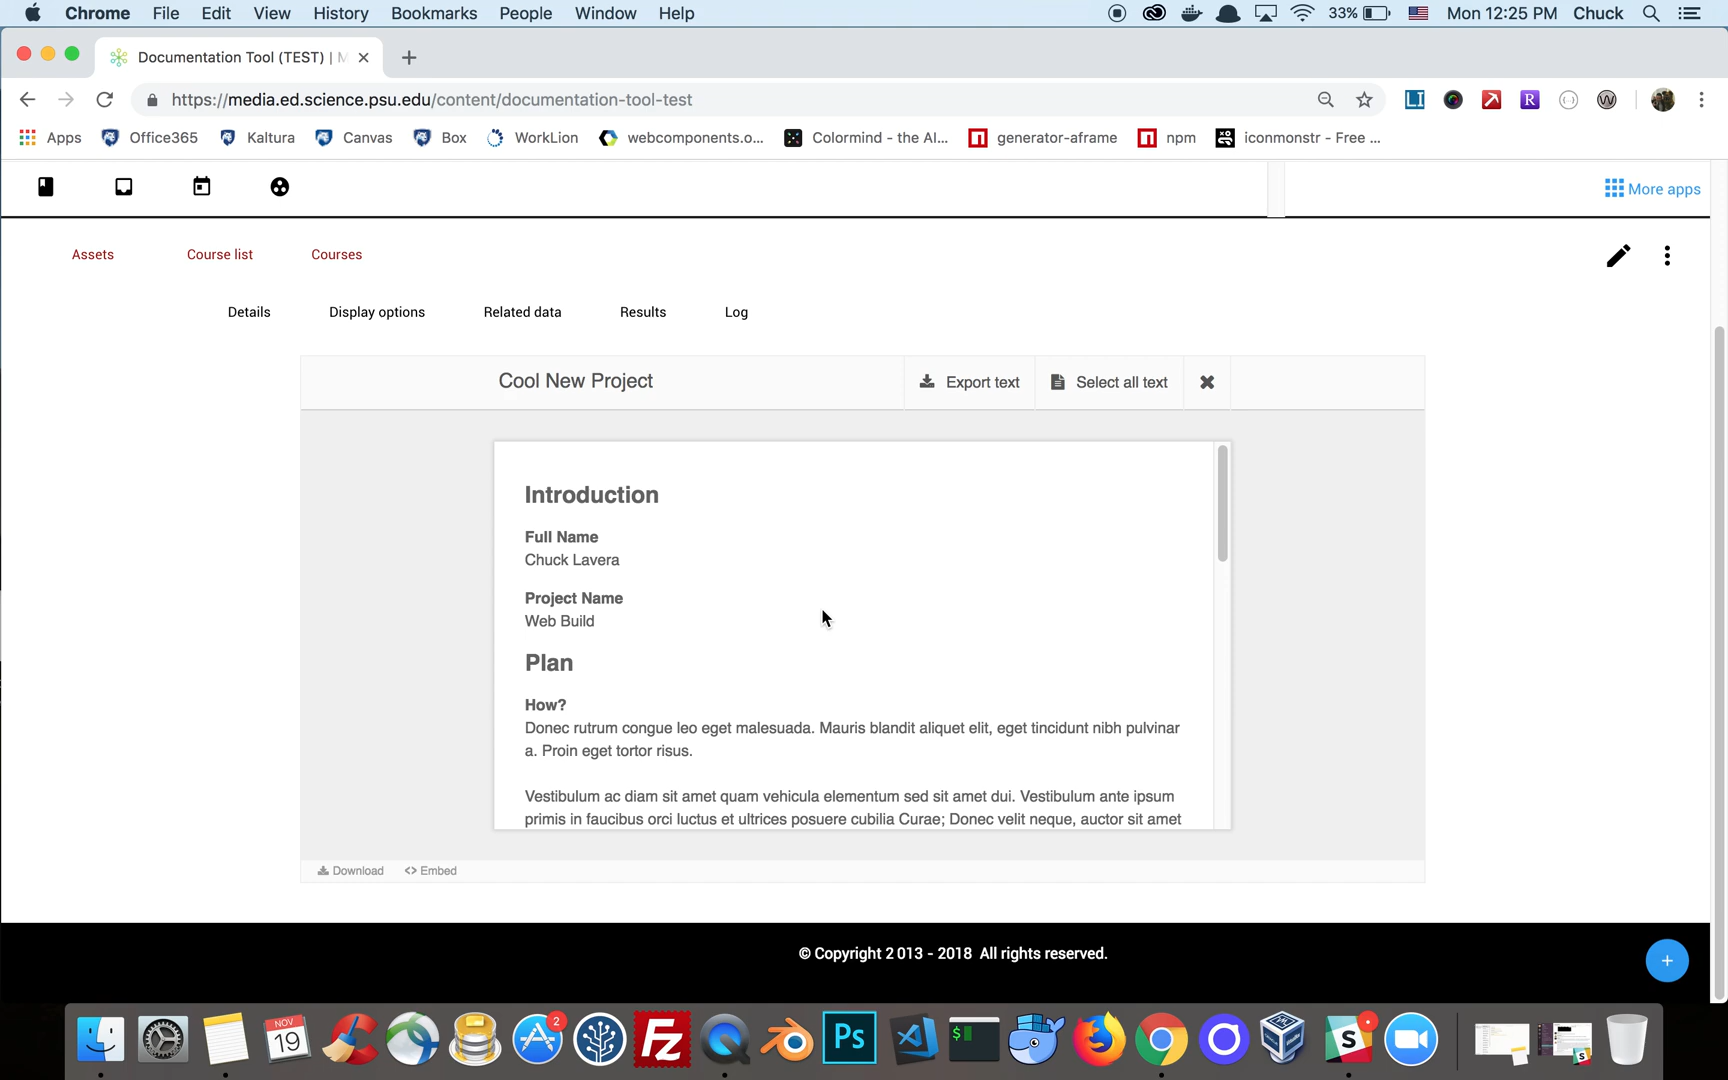 Chrome File Edit View History Bookmarks People Window Help 33% Mon 12:25 PM Chuck
Documentation Tool (TEST) | M
https://media.ed.science.psu.edu/content/documentation-tool-test
Apps Office365 Kaltura Canvas Box WorkLion webcomponents.o... Colormind - the AI... generator-aframe npm iconmonstr - Free ...
More apps
Assets Course list Courses
Details Display options Related data Results Log
Cool New Project Export text Select all text
Introduction
Full Name
Chuck Lavera
Project Name
Web Build
Plan
How?
Donec rutrum congue leo eget malesuada. Mauris blandit aliquet elit, eget tincidunt nibh pulvinar
a. Proin eget tortor risus.
Vestibulum ac diam sit amet quam vehicula elementum sed sit amet dui. Vestibulum ante ipsum
primis in faucibus orci luctus et ultrices posuere cubilia Curae; Donec velit neque, auctor sit amet
Download Embed
© Copyright 2 013 - 2018 All rights reserved.
NOV
19
2
Fz
Ps
$
S